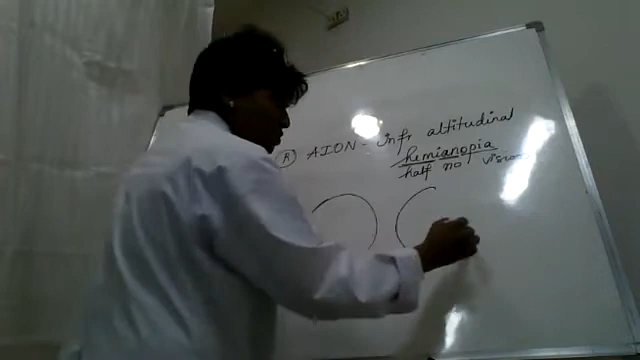 (R) AION - infr altitudinal
hemianopia
half no vision